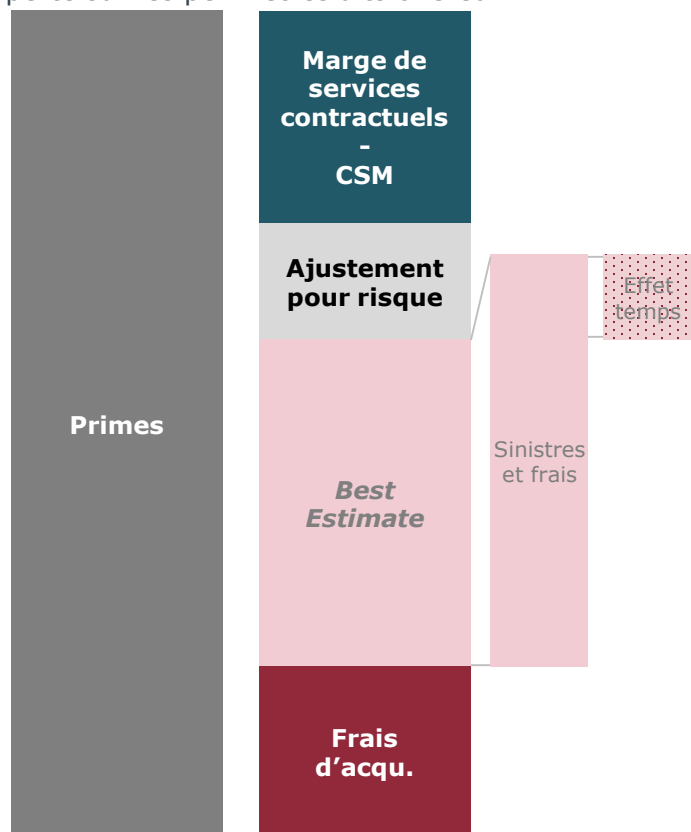 Marge de
services
contractuels
-
CSM
Ajustement
pour risque
Effet
temps
Primes
Sinistres
et frais
Best
Estimate
Frais
d’acqu.